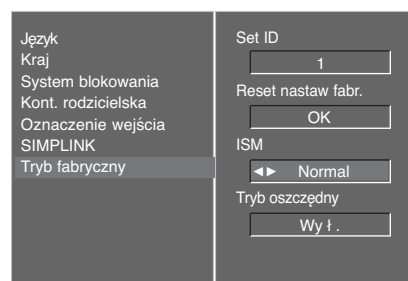 Język
Kraj
System blokowania
Kont. rodzicielska
Oznaczenie wejścia
SIMPLINK
Tryb fabryczny
Set ID
1
Reset nastaw fabr.
OK
ISM
◄► Normal
Tryb oszczędny
Wy ł .